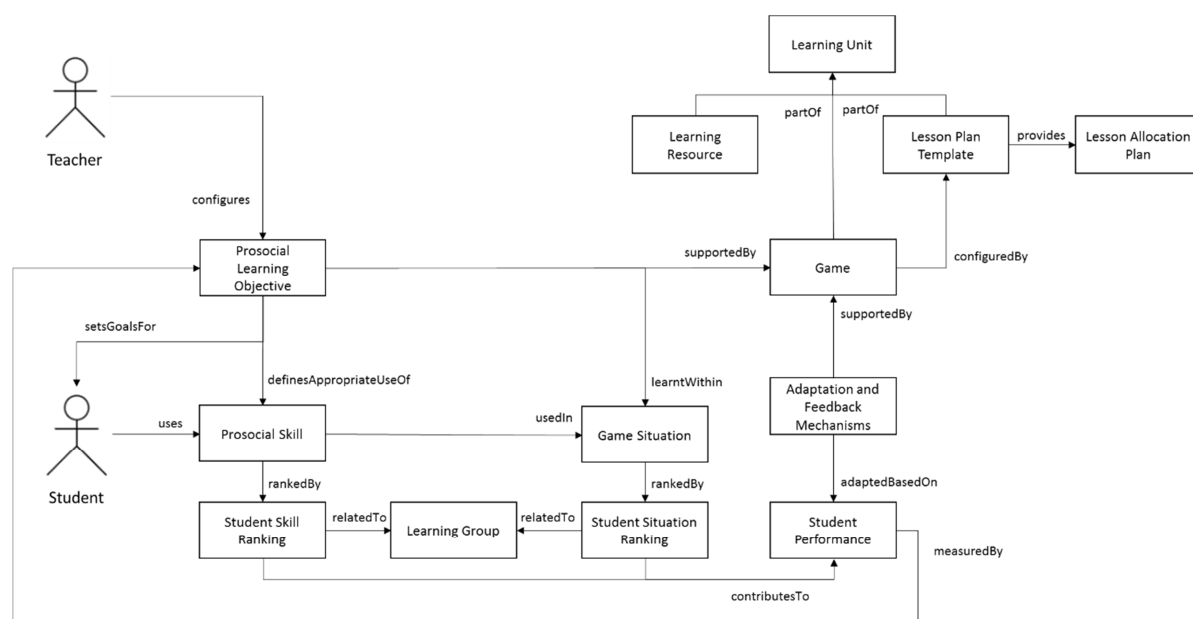 Learning Unit
partOf
partOf
Learning
Resource
Lesson Plan
Template
provides
Lesson Allocation
Plan
Teacher
configures
Prosocial
Learning
Objective
supportedBy
Game
configuredBy
supportedBy
setsGoalsFor
definesAppropriateUseOf
learntWithin
Adaptation and
Feedback
Mechanisms
uses
Prosocial Skill
usedIn
Game Situation
Student
rankedBy
rankedBy
adaptedBasedOn
Student Skill
Ranking
relatedTo
Learning Group
relatedTo
Student Situation
Ranking
Student
Performance
measuredBy
contributesTo